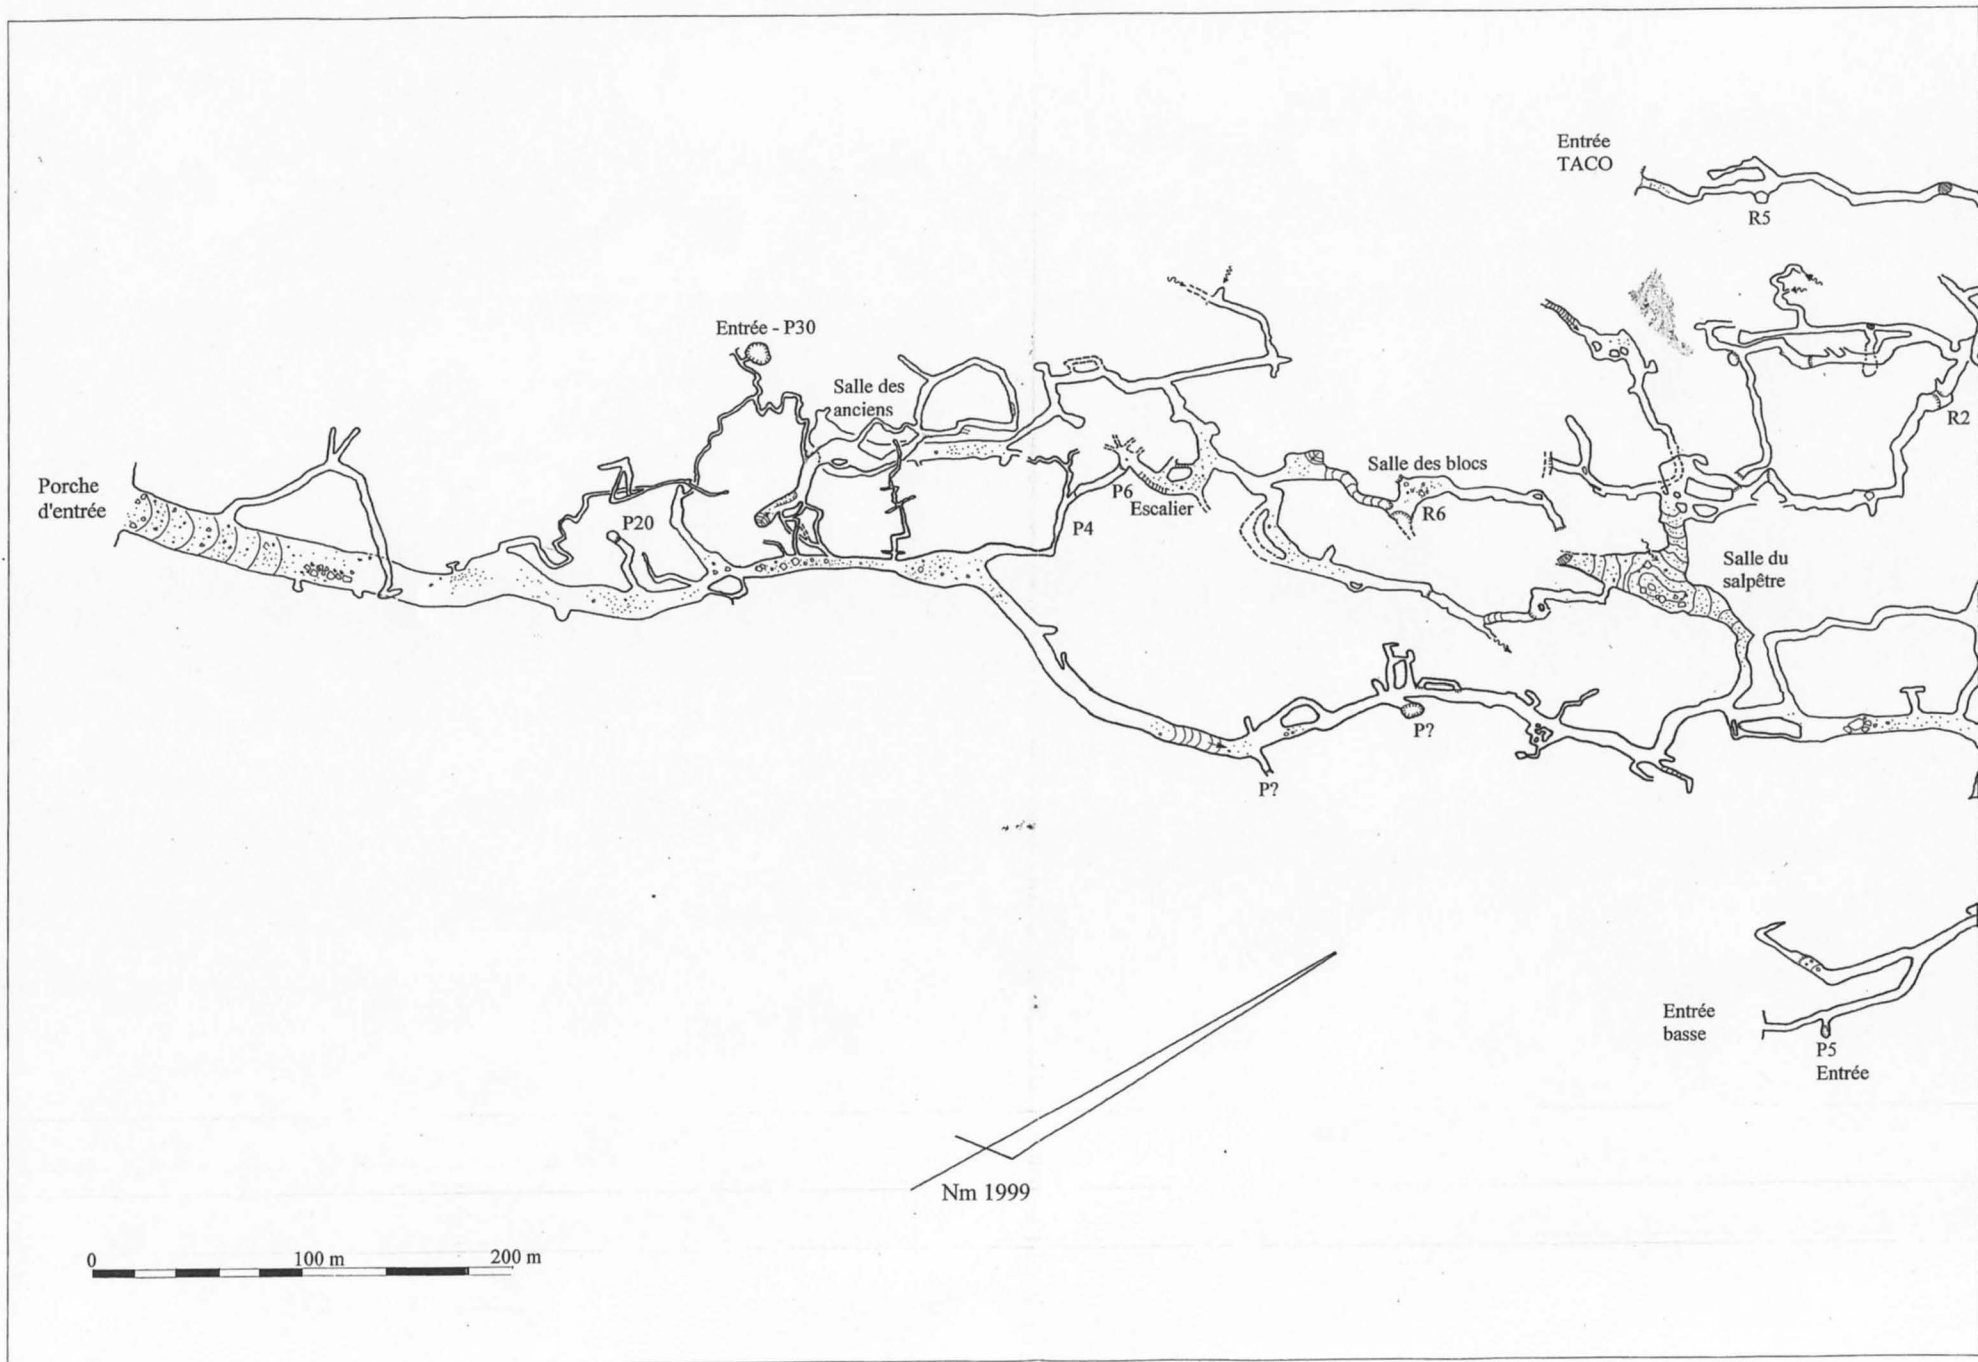 Entrée
TACO
R5
Entrée - P30
Salle des
anciens
R2
Porche
d'entrée
P20
P6
Escalier
P4
Salle des blocs
R6
Salle du
salpêtre
P?
P?
Entrée
basse
P5
Entrée
Nm 1999
0
100 m
200 m